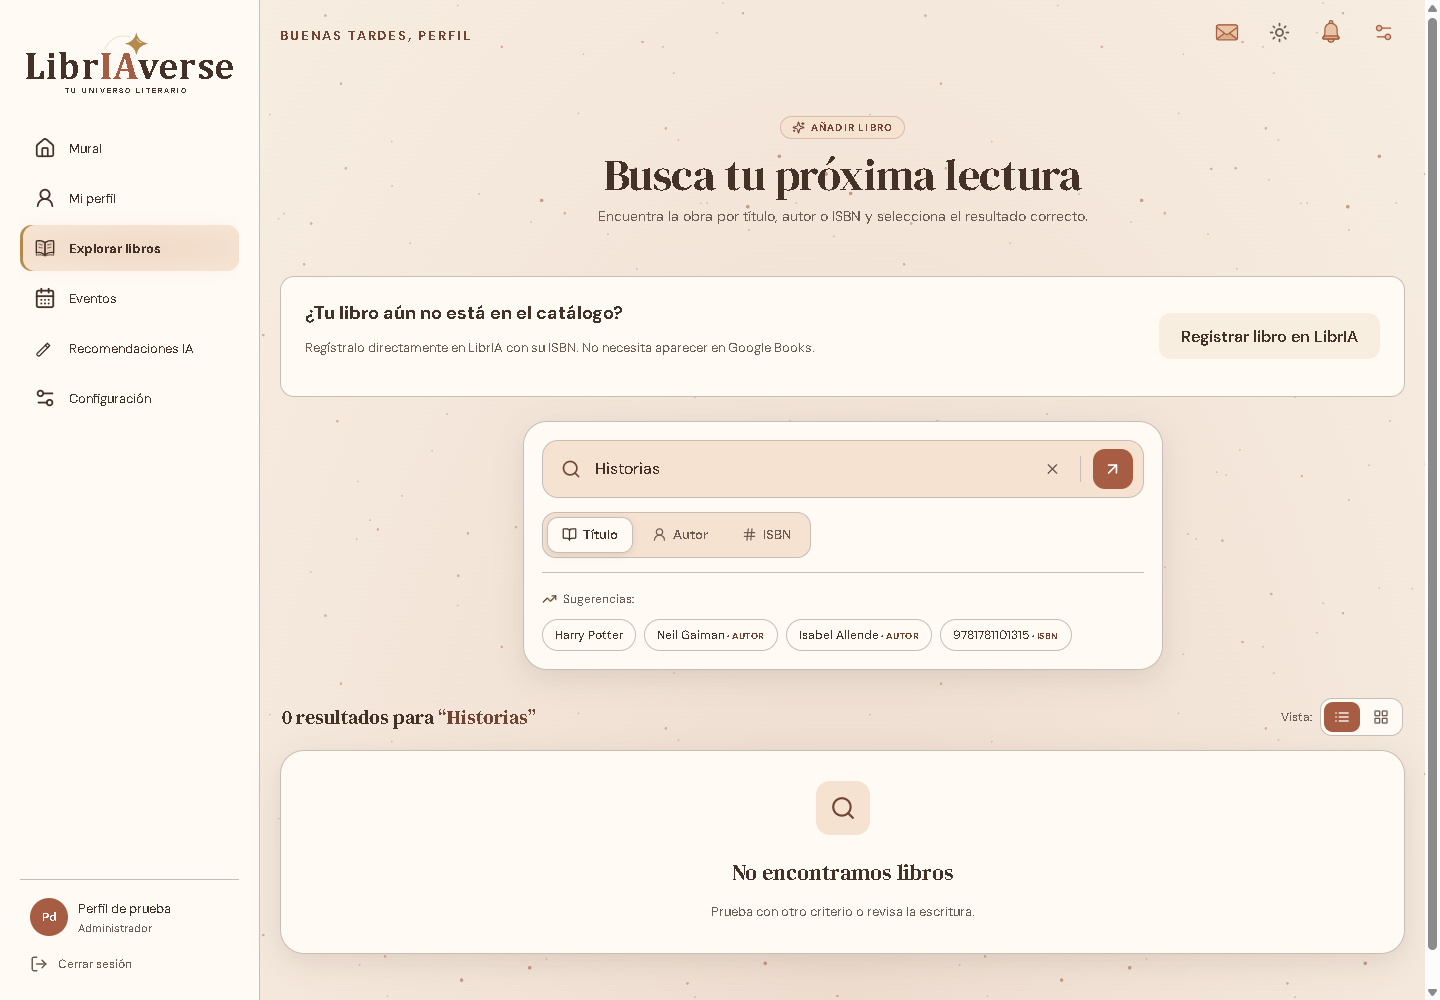 LibrIAverse
TU UNIVERSO LITERARIO
Mural
Mi perfil
Explorar libros
Eventos
Recomendaciones IA
Configuración
Pd
Perfil de prueba
Administrador
Cerrar sesión
BUENAS TARDES, PERFIL
AÑADIR LIBRO
Busca tu próxima lectura
Encuentra la obra por título, autor o ISBN y selecciona el resultado correcto.
¿Tu libro aún no está en el catálogo?
Regístralo directamente en LibrIA con su ISBN. No necesita aparecer en Google Books.
Registrar libro en LibrIA
Historias
Título
Autor
ISBN
Sugerencias:
Harry Potter
Neil Gaiman · AUTOR
Isabel Allende · AUTOR
9781781101315 · ISBN
0 resultados para “Historias”
Vista:
No encontramos libros
Prueba con otro criterio o revisa la escritura.